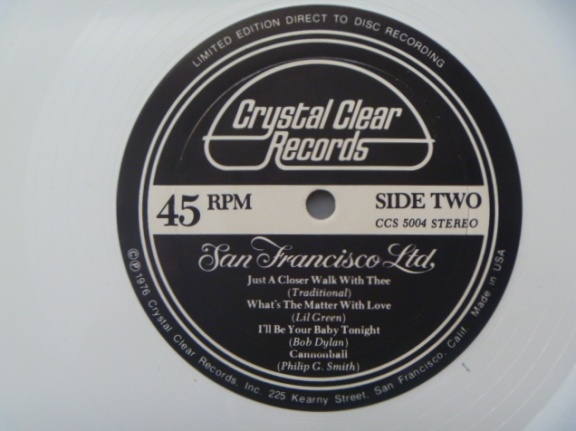 LIMITED EDITION DIRECT TO DISC RECORDING
Crystal Clear
Records
45 RPM
SIDE TWO
CCS 5004 STEREO
San Francisco Ltd.
Just A Closer Walk With Thee
(Traditional)
What's The Matter With Love
(Lil Green)
I'll Be Your Baby Tonight
(Bob Dylan)
Cannonball
(Philip G. Smith)
©℗1976 Crystal Clear Records, Inc. 225 Kearny Street, San Francisco, Calif. Made in USA